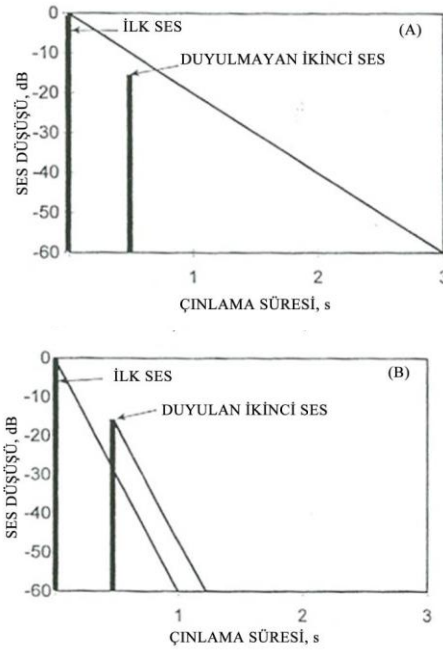 0
-10
-20
-30
-40
-50
-60
SES DÜŞÜŞÜ, dB
İLK SES
(A)
DUYULMAYAN İKİNCİ SES
1
2
3
ÇINLAMA SÜRESİ, s
0
-10
-20
-30
-40
-50
-60
SES DÜŞÜŞÜ, dB
İLK SES
(B)
DUYULAN İKİNCİ SES
1
2
3
ÇINLAMA SÜRESİ, s